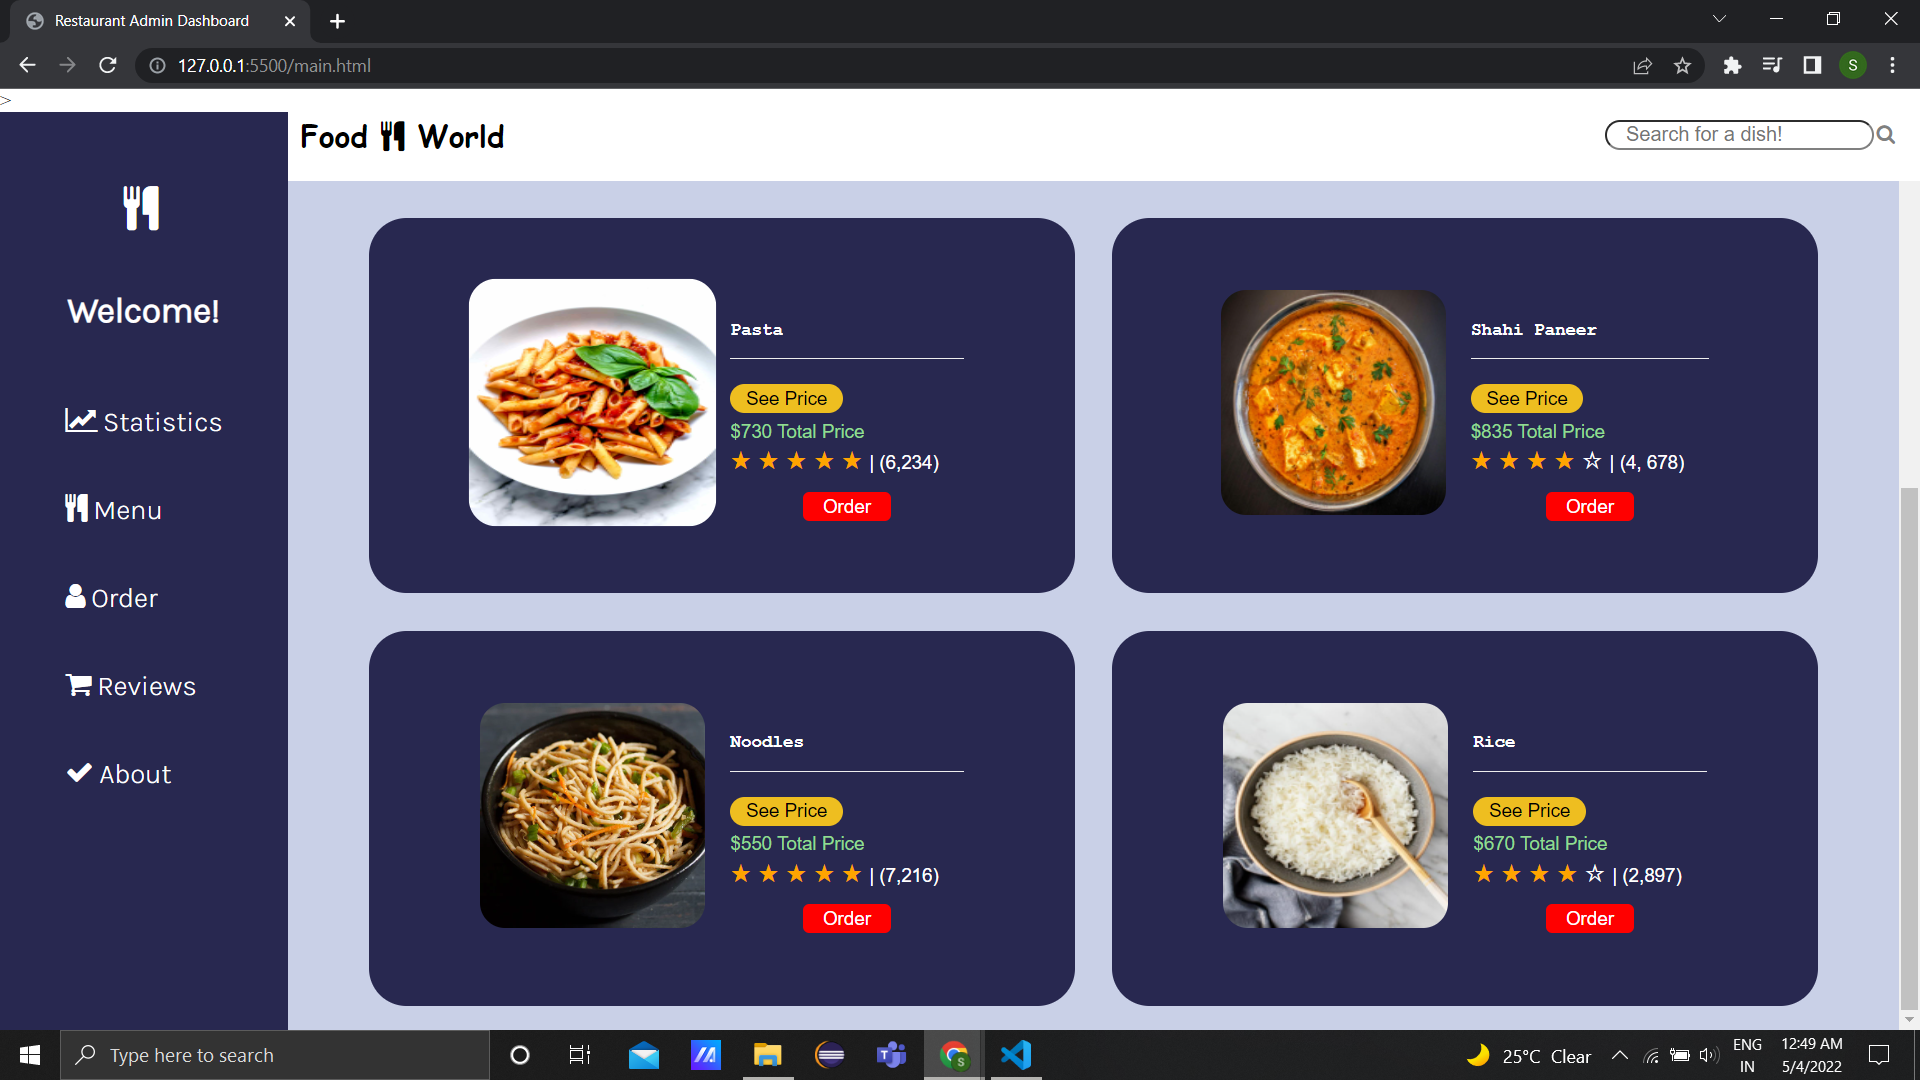 Restaurant Admin Dashboard
127.0.0.1:5500/main.html
S
>
Food World
Search for a dish!
Welcome!
Statistics
Menu
Order
Reviews
About
Pasta
See Price
$730 Total Price
★ ★ ★ ★ ★ | (6,234)
Order
Shahi Paneer
See Price
$835 Total Price
★ ★ ★ ★ ☆ | (4, 678)
Order
Noodles
See Price
$550 Total Price
★ ★ ★ ★ ★ | (7,216)
Order
Rice
See Price
$670 Total Price
★ ★ ★ ★ ☆ | (2,897)
Order
Type here to search
T
S
25°C Clear
ENG
IN
12:49 AM
5/4/2022